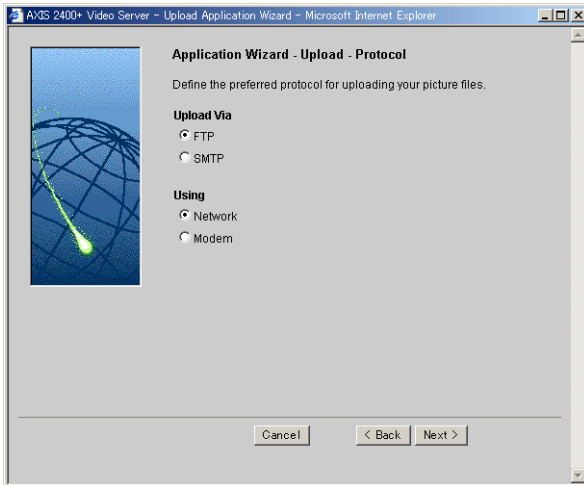 AXIS 2400+ Video Server - Upload Application Wizard - Microsoft Internet Explorer
Application Wizard - Upload - Protocol
Define the preferred protocol for uploading your picture files.
Upload Via
FTP
SMTP
Using
Network
Modem
Cancel
< Back
Next >